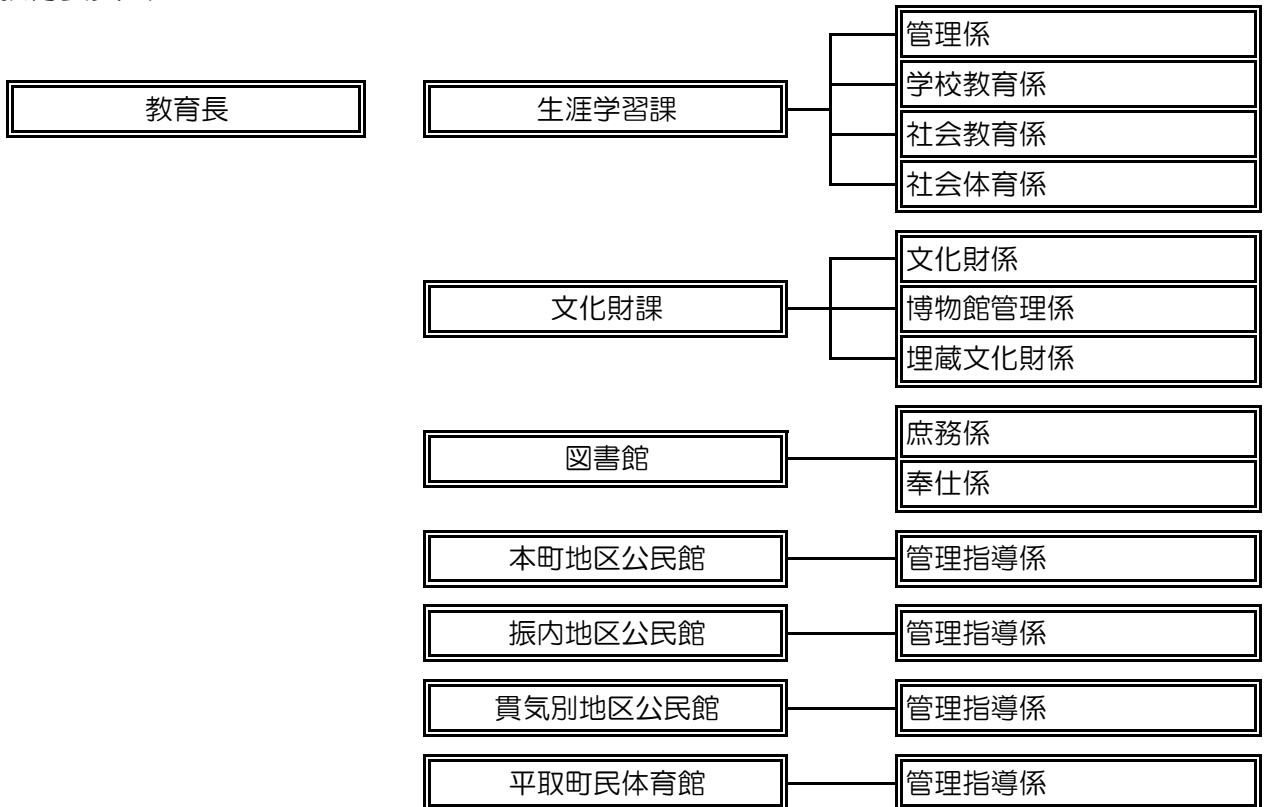 教育長
生涯学習課
管理係
学校教育係
社会教育係
社会体育係
文化財課
文化財係
博物館管理係
埋蔵文化財係
図書館
庶務係
奉仕係
本町地区公民館
管理指導係
振内地区公民館
管理指導係
貫気別地区公民館
管理指導係
平取町民体育館
管理指導係